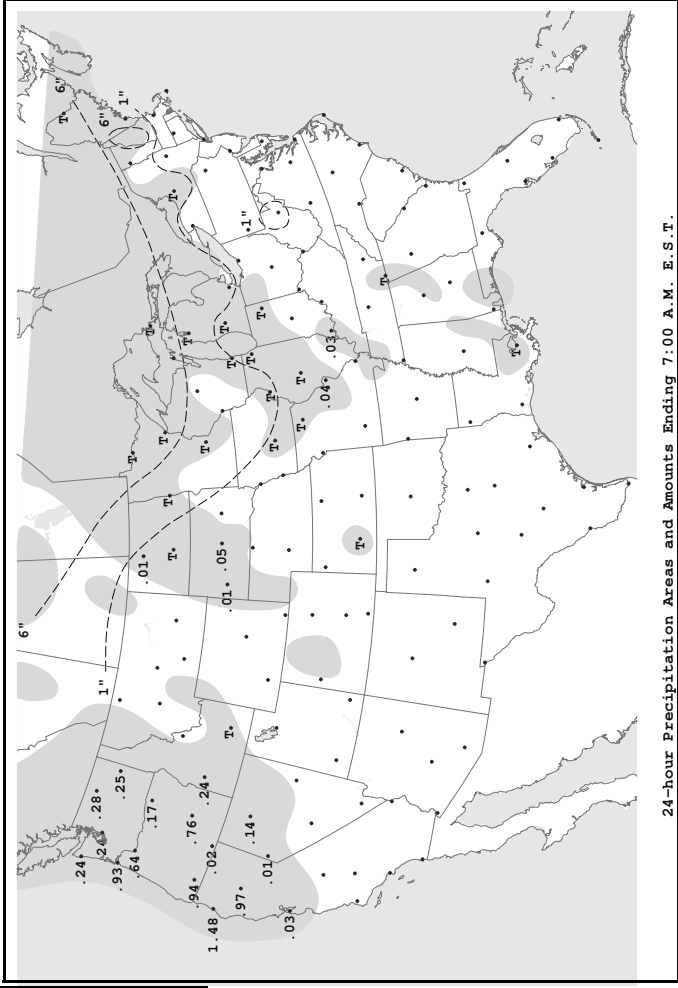 6"
6"
T
.24
.28
1"
6"
.93
.25
1"
.64
T
.01
T
.17
T
T
T
T
T
.94
.76
.24
T
1.48
.02
.05
T
.01
T
T
.97
1"
.14
T
T
.01
T
T
.03
T
T
.04
.03
T
T
T
24-hour Precipitation Areas and Amounts Ending 7:00 A.M. E.S.T.